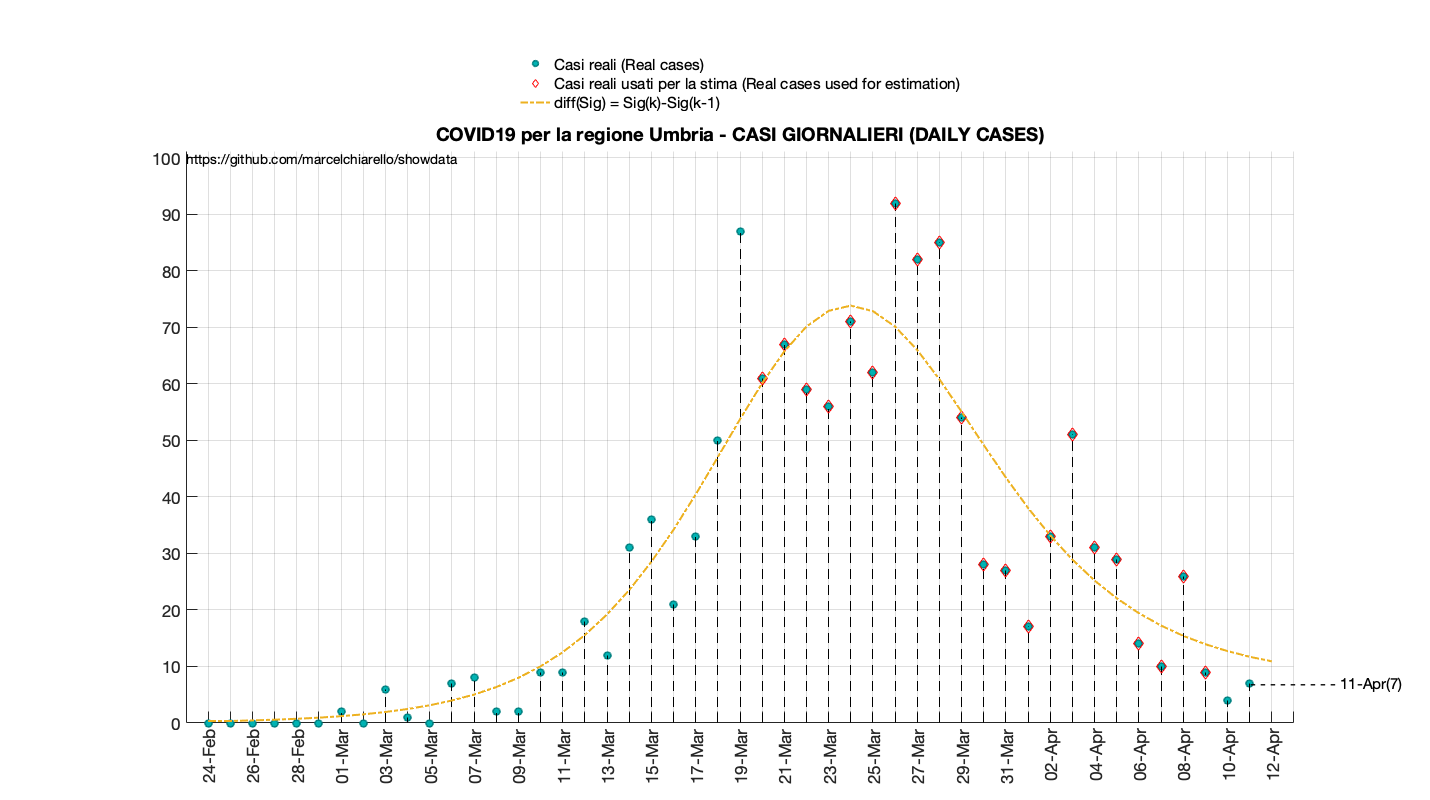 Casi reali (Real cases)
Casi reali usati per la stima (Real cases used for estimation)
diff(Sig) = Sig(k)-Sig(k-1)
COVID19 per la regione Umbria - CASI GIORNALIERI (DAILY CASES)
https://github.com/marcelchiarello/showdata
100
90
80
70
60
50
40
30
20
10
0
11-Apr(7)
24-Feb
26-Feb
28-Feb
01-Mar
03-Mar
05-Mar
07-Mar
09-Mar
11-Mar
13-Mar
15-Mar
17-Mar
19-Mar
21-Mar
23-Mar
25-Mar
27-Mar
29-Mar
31-Mar
02-Apr
04-Apr
06-Apr
08-Apr
10-Apr
12-Apr